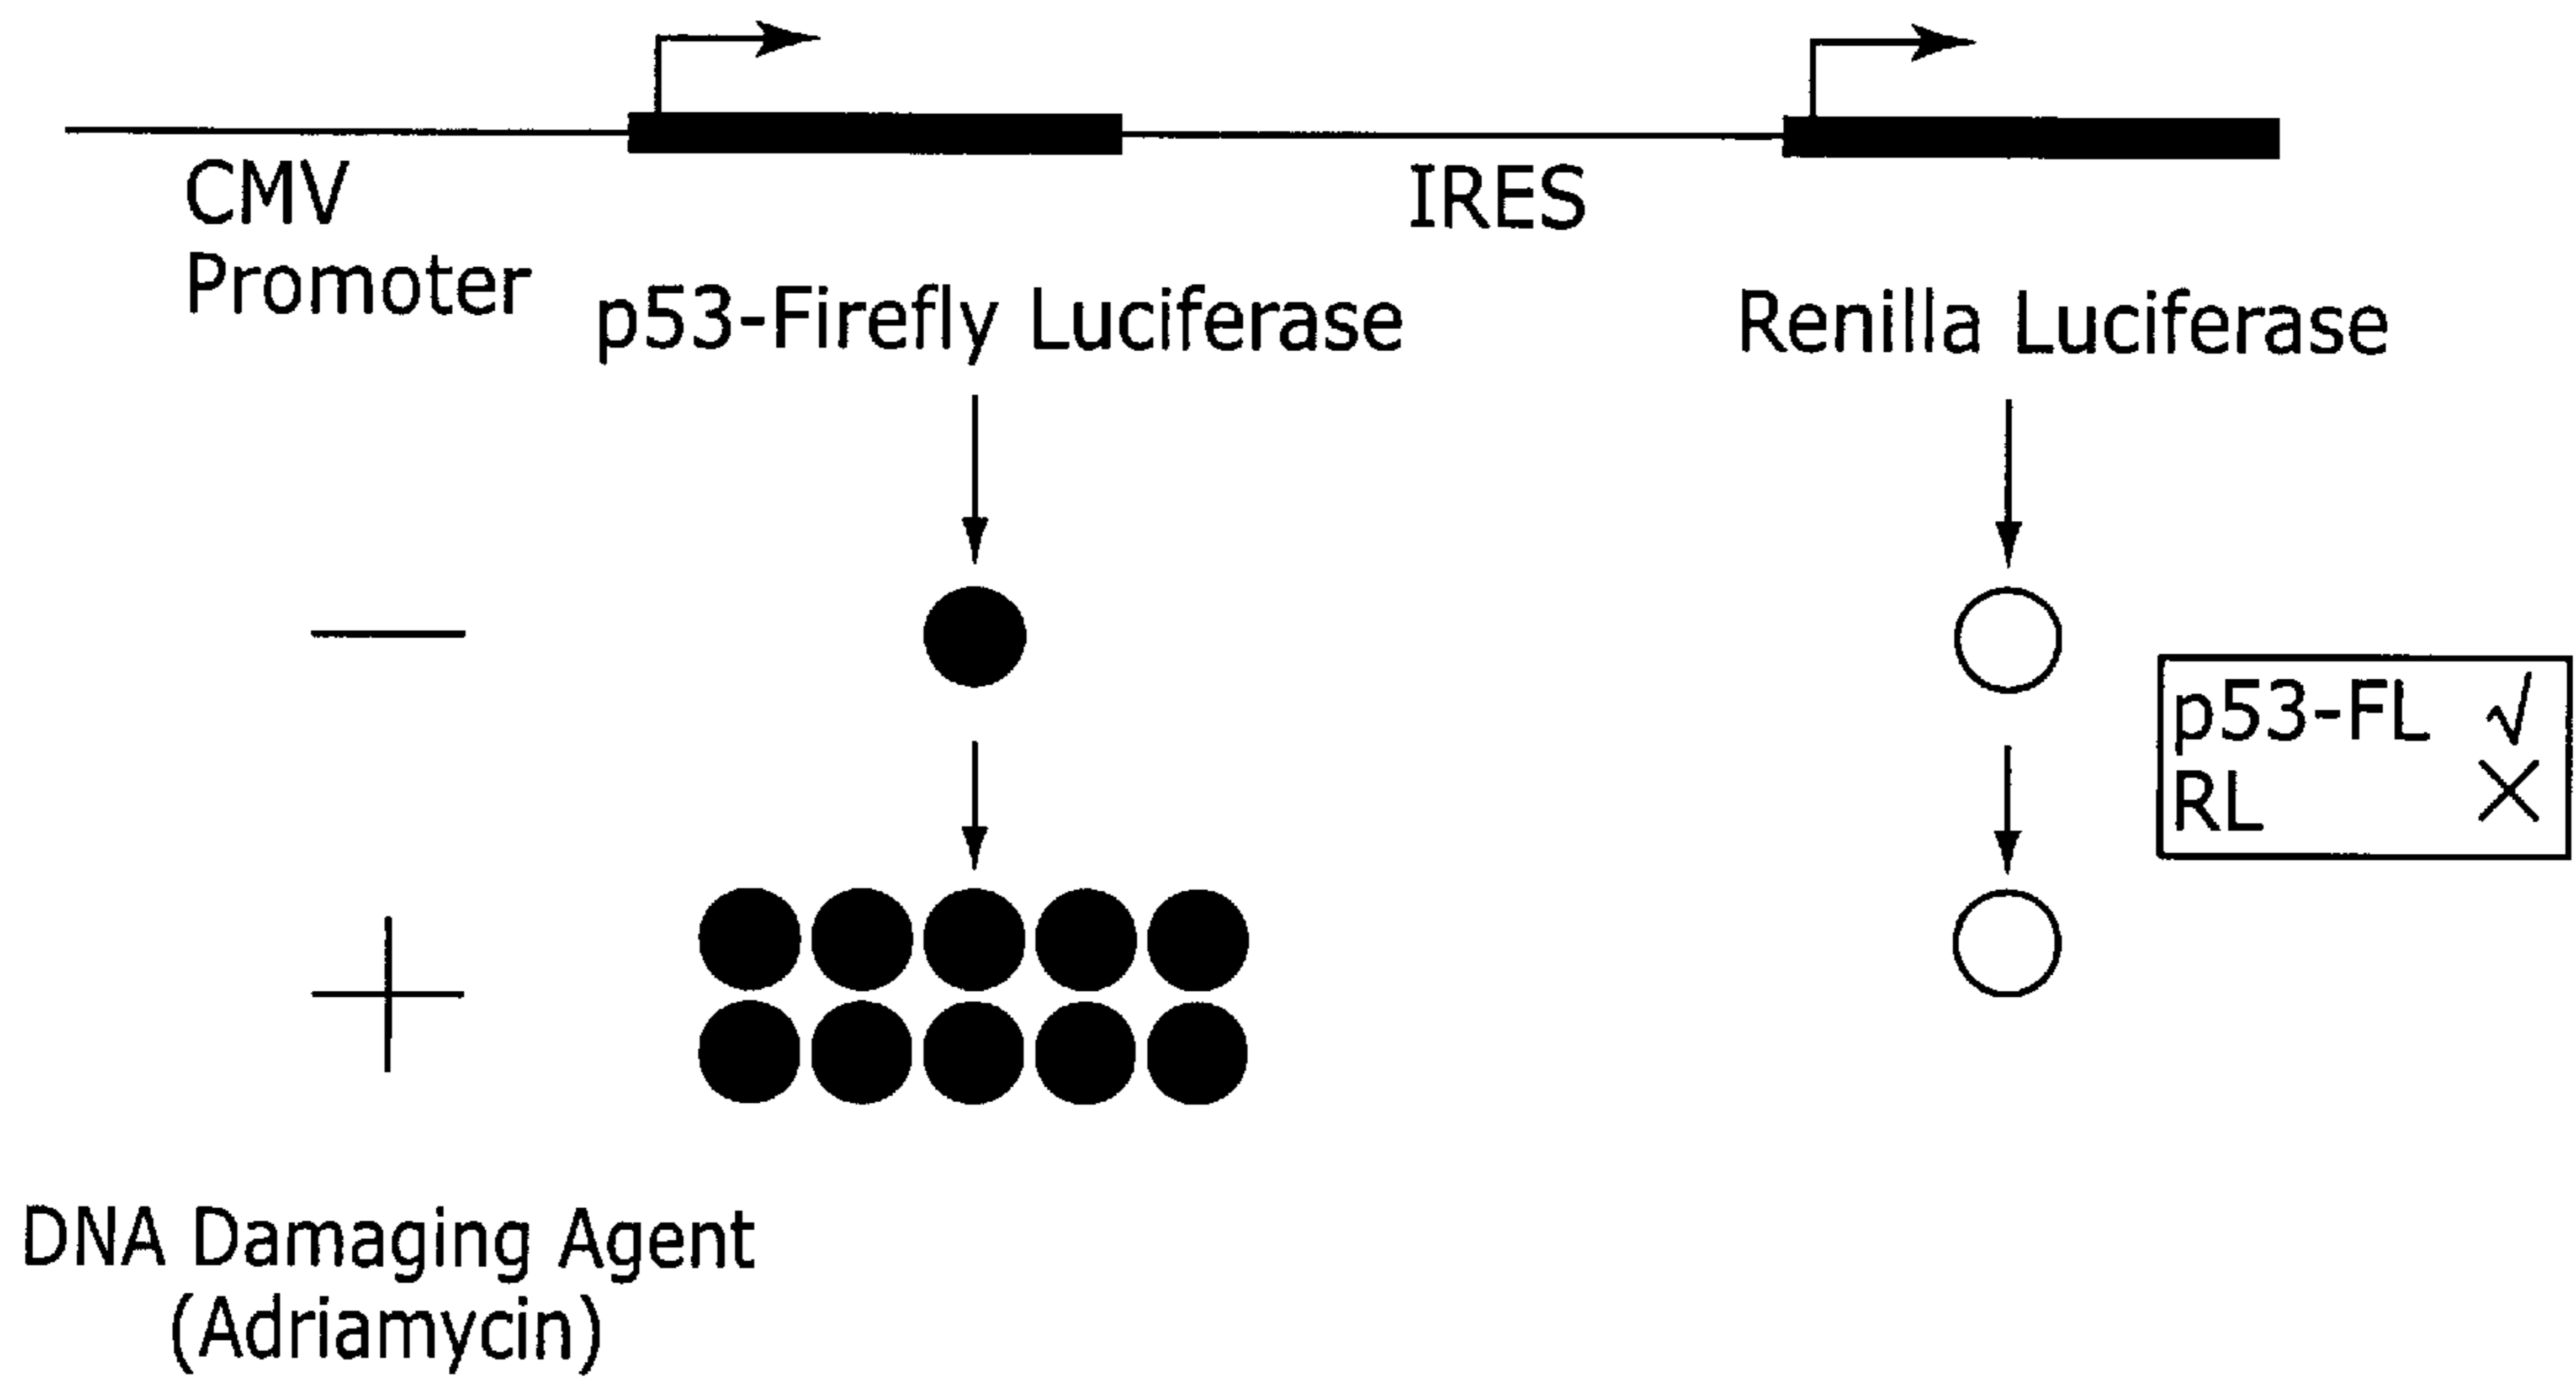 CMV
Promoter
IRES
p53-Firefly Luciferase
Renilla Luciferase
−
p53-FL √
RL ×
+
DNA Damaging Agent
(Adriamycin)